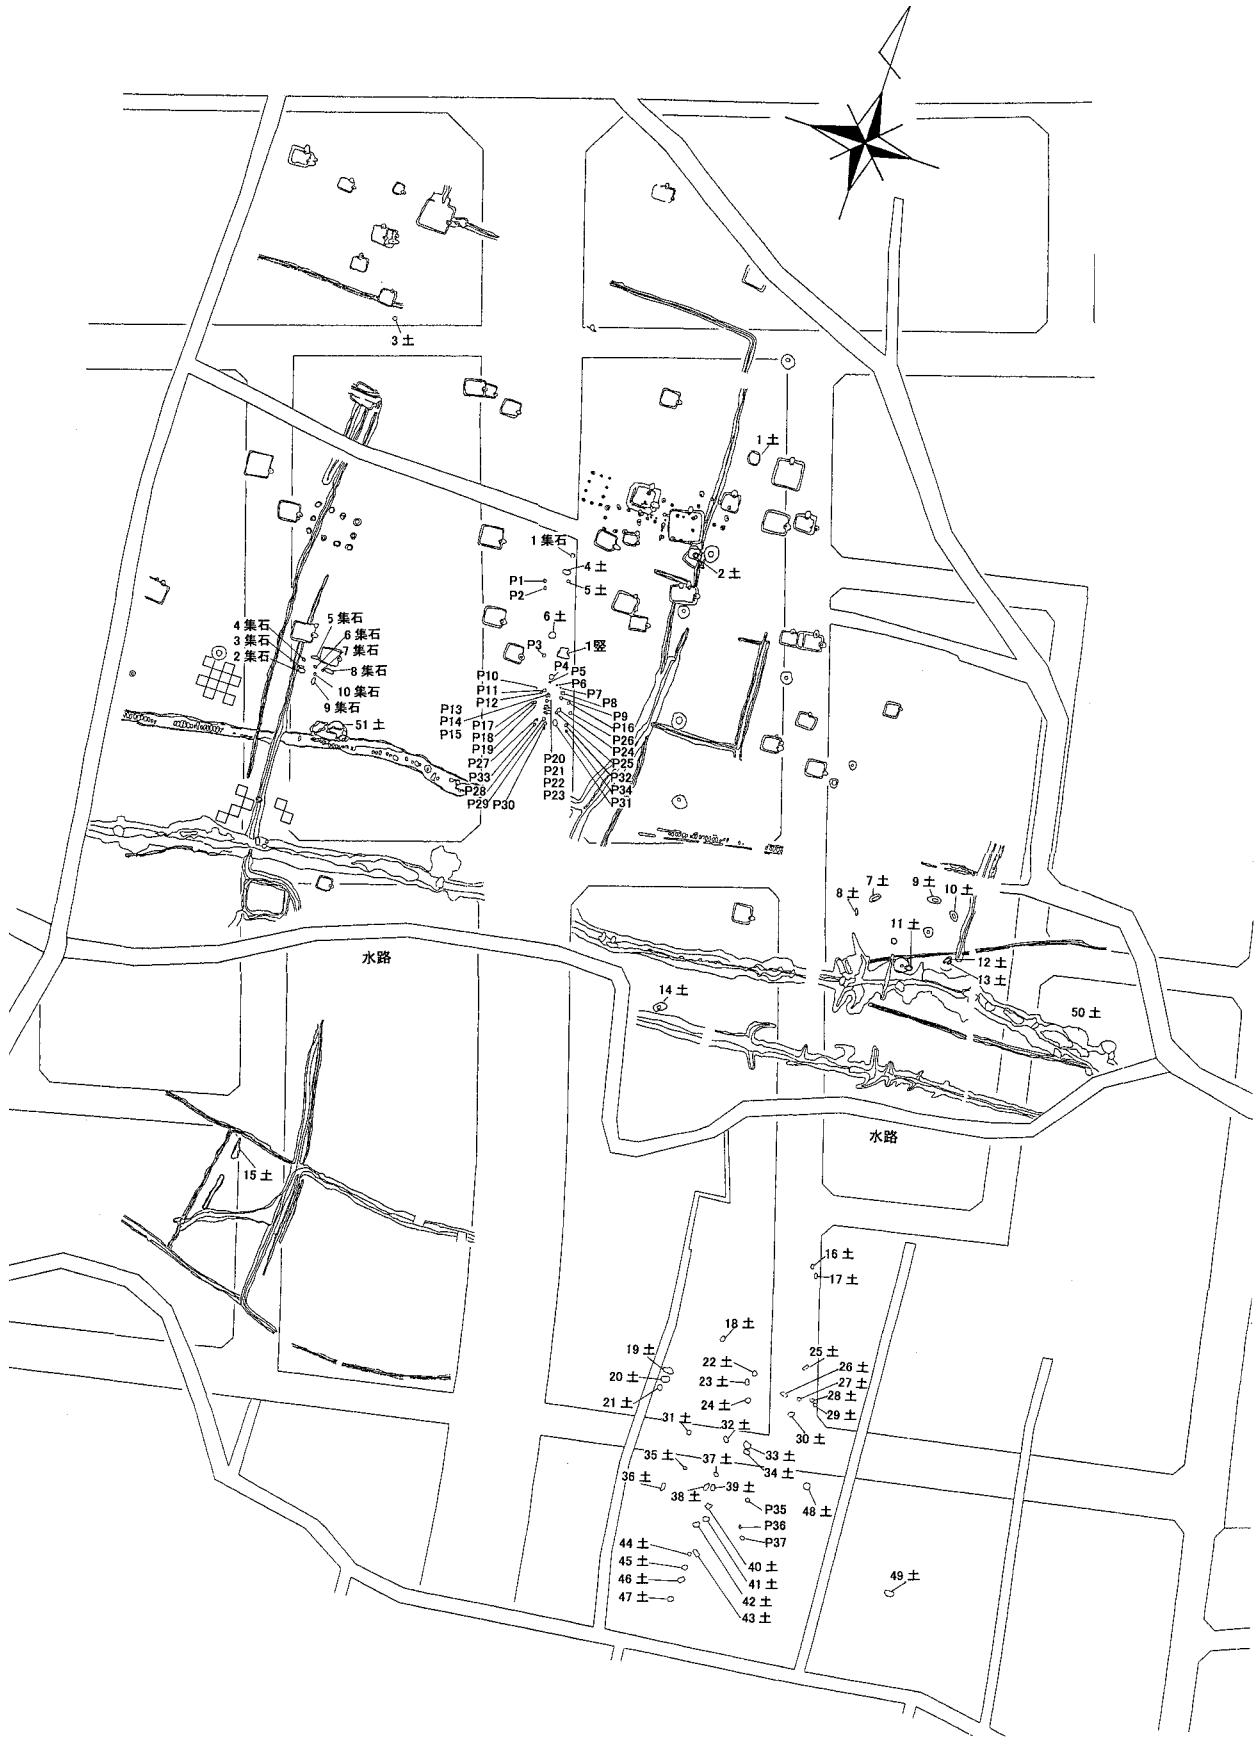 3 土
1 土
1 集石
4 土
2 土
P1
5 土
P2
6 土
5 集石
4 集石
6 集石
3 集石
7 集石
2 集石
8 集石
10 集石
9 集石
51 土
P3
1 竪
P4
P5
P10
P6
P11
P7
P12
P8
P13
P9
P14
P17
P16
P15
P18
P26
P19
P24
P27
P20
P25
P33
P21
P32
P28
P22
P34
P29
P30
P23
P31
7 土
8 土
9 土
10 土
11 土
水路
12 土
13 土
14 土
50 土
水路
15 土
16 土
17 土
18 土
19 土
25 土
22 土
26 土
20 土
23 土
27 土
21 土
24 土
28 土
29 土
31 土
32 土
30 土
33 土
35 土
37 土
34 土
36 土
38 土
39 土
P35
48 土
P36
P37
44 土
45 土
40 土
46 土
41 土
49 土
47 土
42 土
43 土